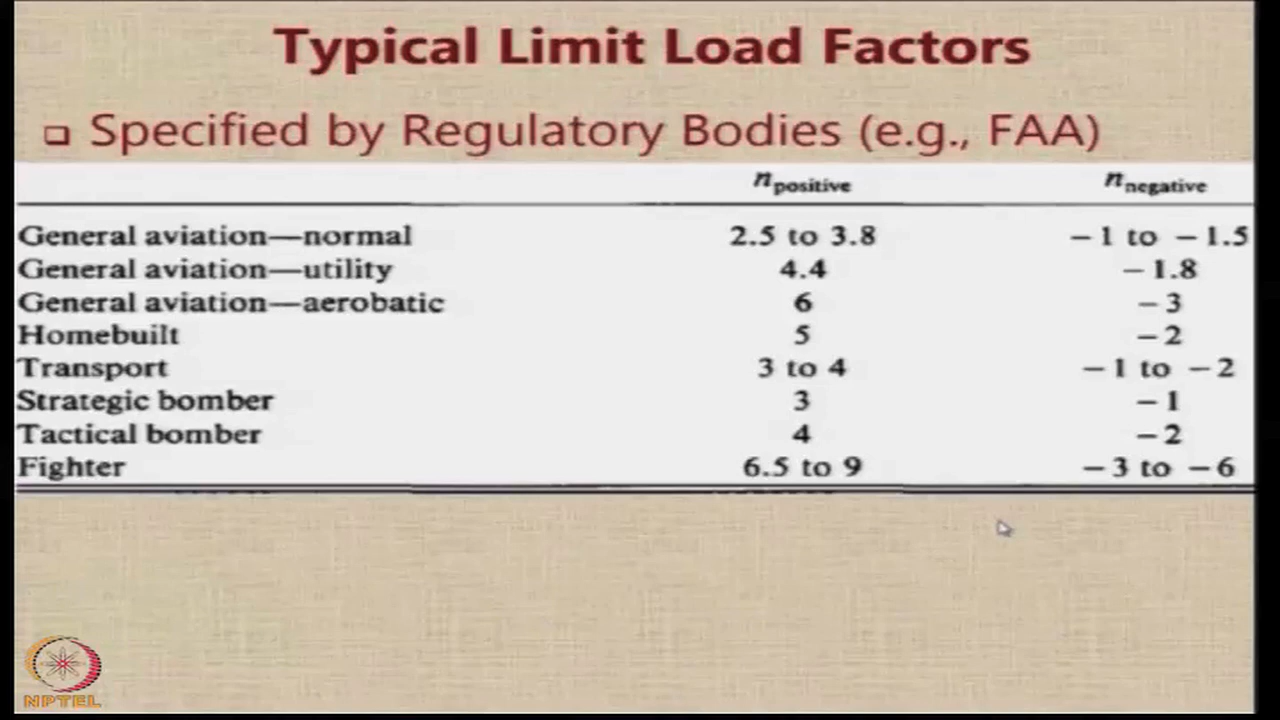 Typical Limit Load Factors
❑ Specified by Regulatory Bodies (e.g., FAA)
n positive n negative
General aviation—normal 2.5 to 3.8 −1 to −1.5
General aviation—utility 4.4 −1.8
General aviation—aerobatic 6 −3
Homebuilt 5 −2
Transport 3 to 4 −1 to −2
Strategic bomber 3 −1
Tactical bomber 4 −2
Fighter 6.5 to 9 −3 to −6
NPTEL